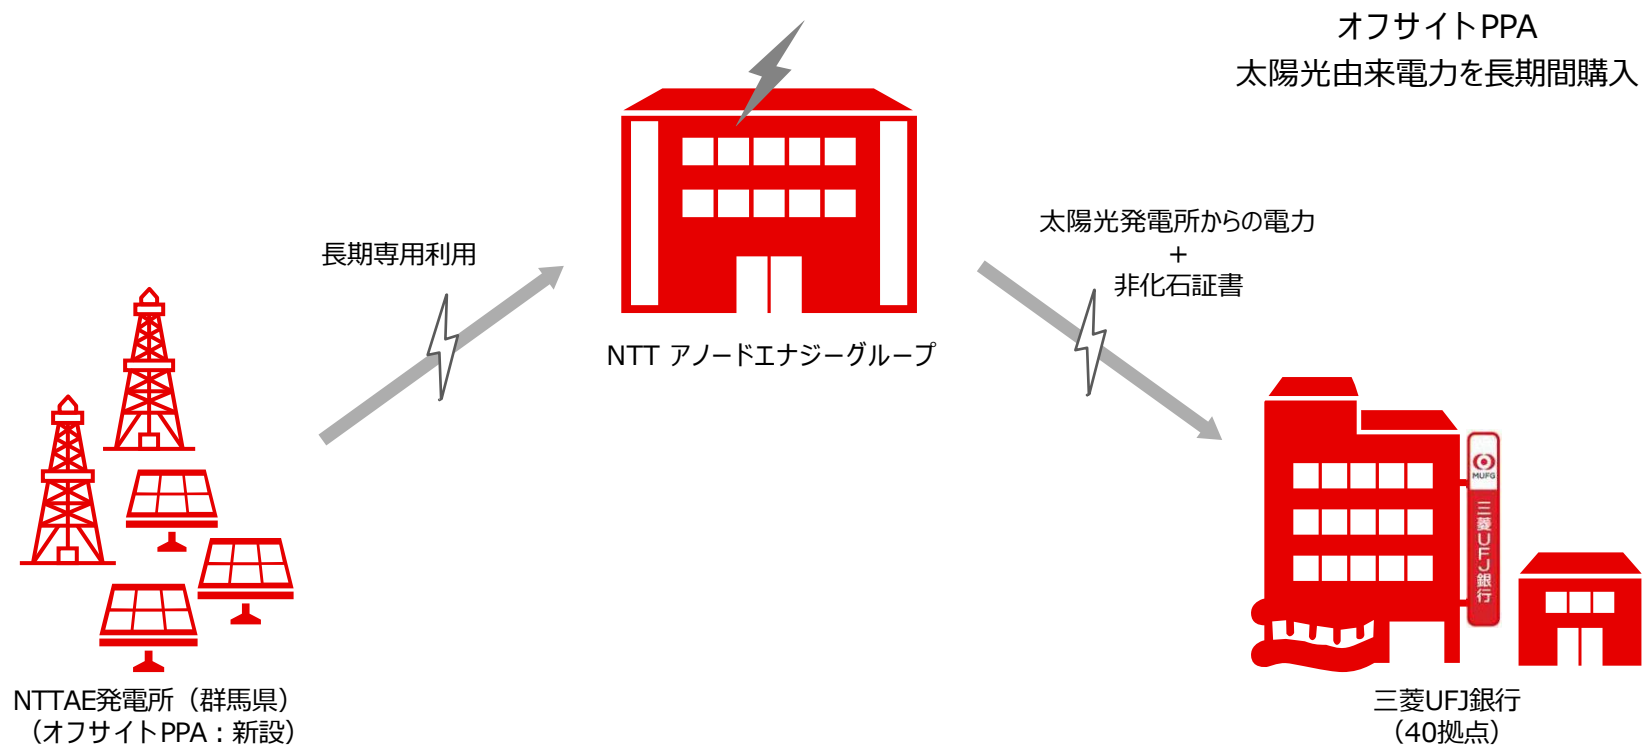 オフサイトPPA
太陽光由来電力を長期間購入
長期専用利用
太陽光発電所からの電力
+
非化石証書
NTT アノードエナジーグループ
MUFG
三菱UFJ銀行
NTTAE発電所（群馬県）
（オフサイトPPA：新設）
三菱UFJ銀行
（40拠点）